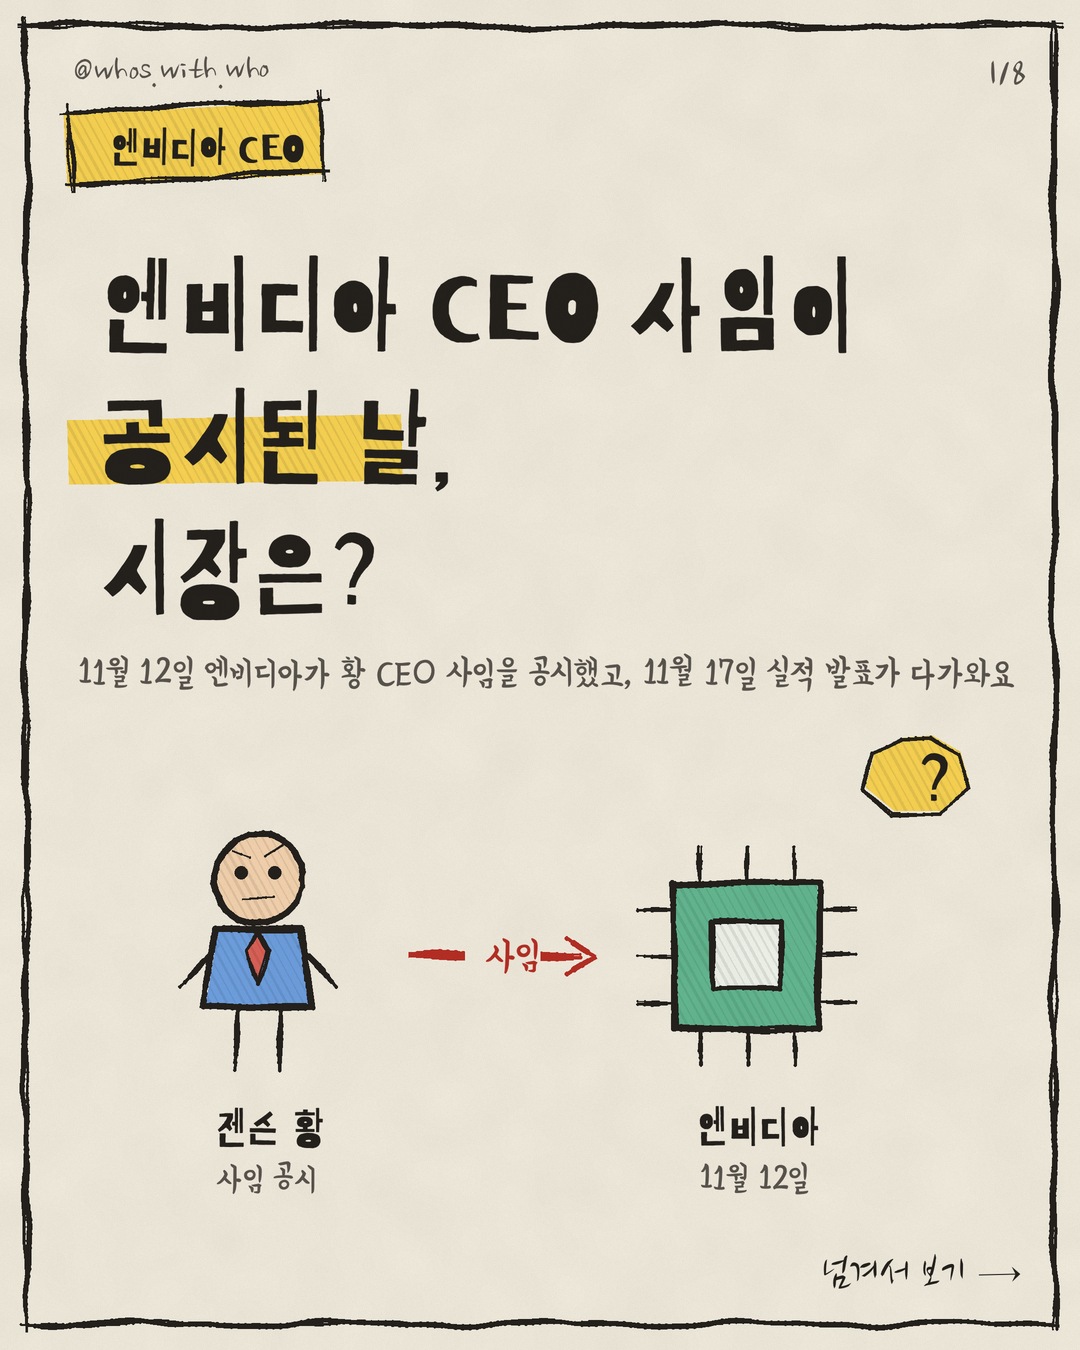 @whos.with.who
1/8
엔비디아 CEO
엔비디아 CEO 사임이
공시된 날,
시장은?
11월 12일 엔비디아가 황 CEO 사임을 공시했고, 11월 17일 실적 발표가 다가와요
?
사임
젠슨 황
사임 공시
엔비디아
11월 12일
넘겨서 보기 →